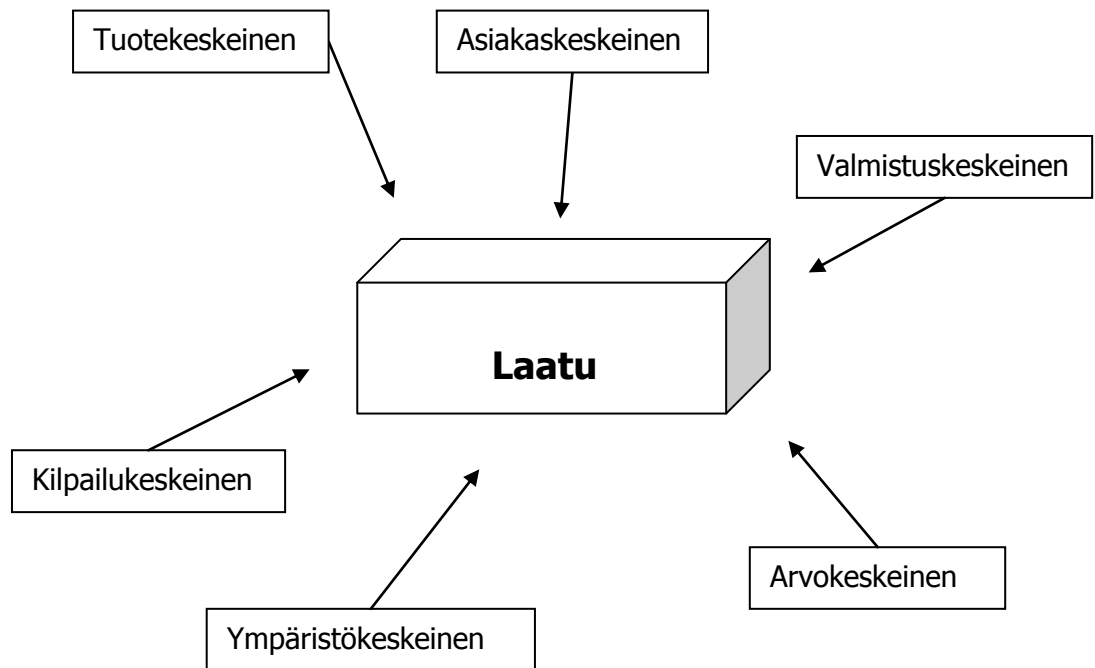 Tuotekeskeinen
Asiakaskeskeinen
Valmistuskeskeinen
Laatu
Kilpailukeskeinen
Arvokeskeinen
Ympäristökeskeinen